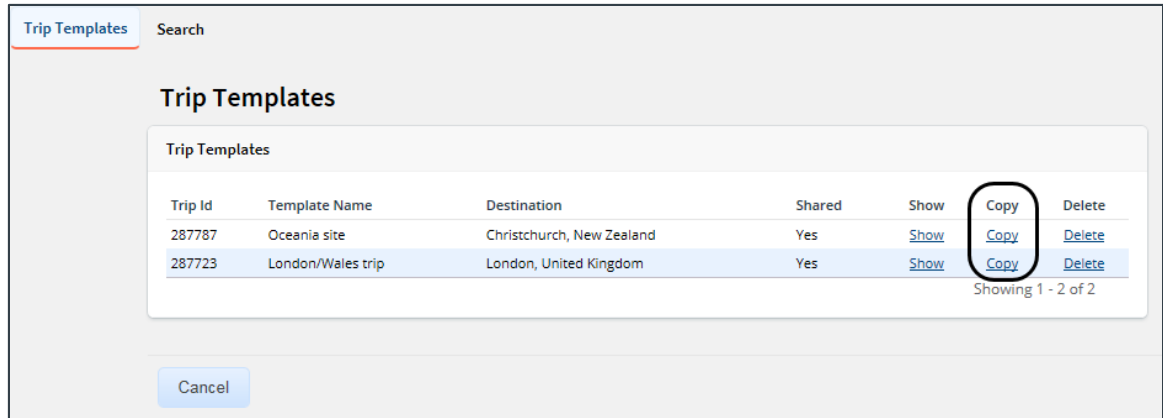 Trip Templates Search
Trip Templates
Trip Templates
Trip Id Template Name Destination Shared Show Copy Delete
287787 Oceania site Christchurch, New Zealand Yes Show Copy Delete
287723 London/Wales trip London, United Kingdom Yes Show Copy Delete
Showing 1 - 2 of 2
Cancel